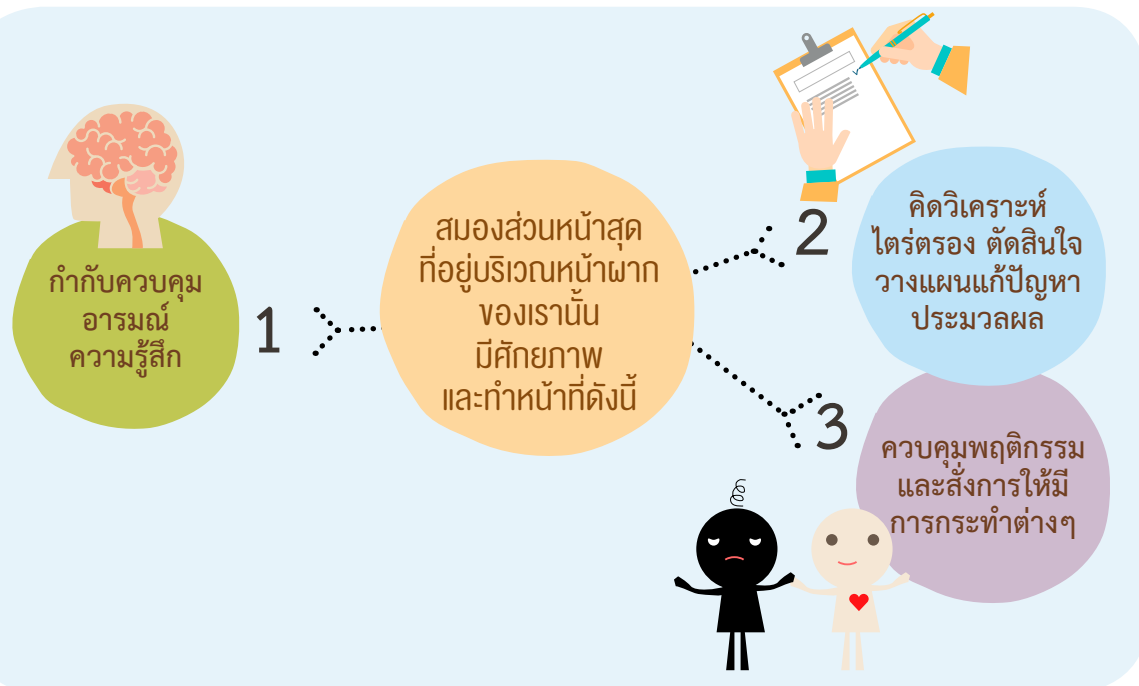 สมองส่วนหน้าสุด
ที่อยู่บริเวณหน้าผาก
ของเรานั้น
มีศักยภาพ
และทำหน้าที่ดังนี้
1
กำกับควบคุม
อารมณ์
ความรู้สึก
2
คิดวิเคราะห์
ไตร่ตรอง ตัดสินใจ
วางแผนแก้ปัญหา
ประมวลผล
3
ควบคุมพฤติกรรม
และสั่งการให้มี
การกระทำต่างๆ